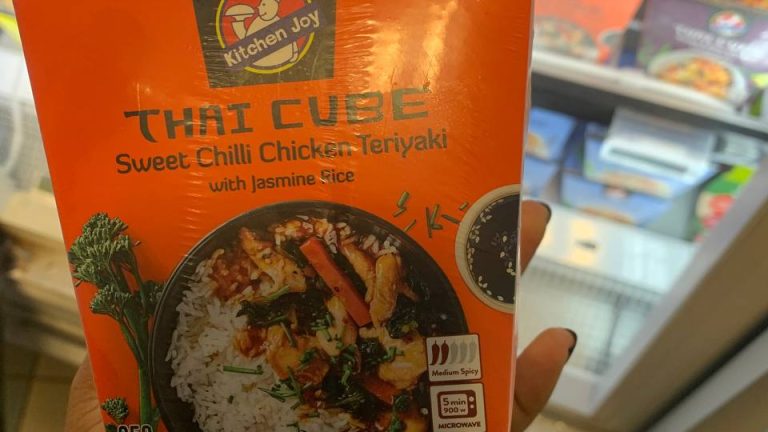 Kitchen Joy
THAI CUBE
Sweet Chilli Chicken Teriyaki
with Jasmine Rice
Medium Spicy
5 min
900 W
MICROWAVE